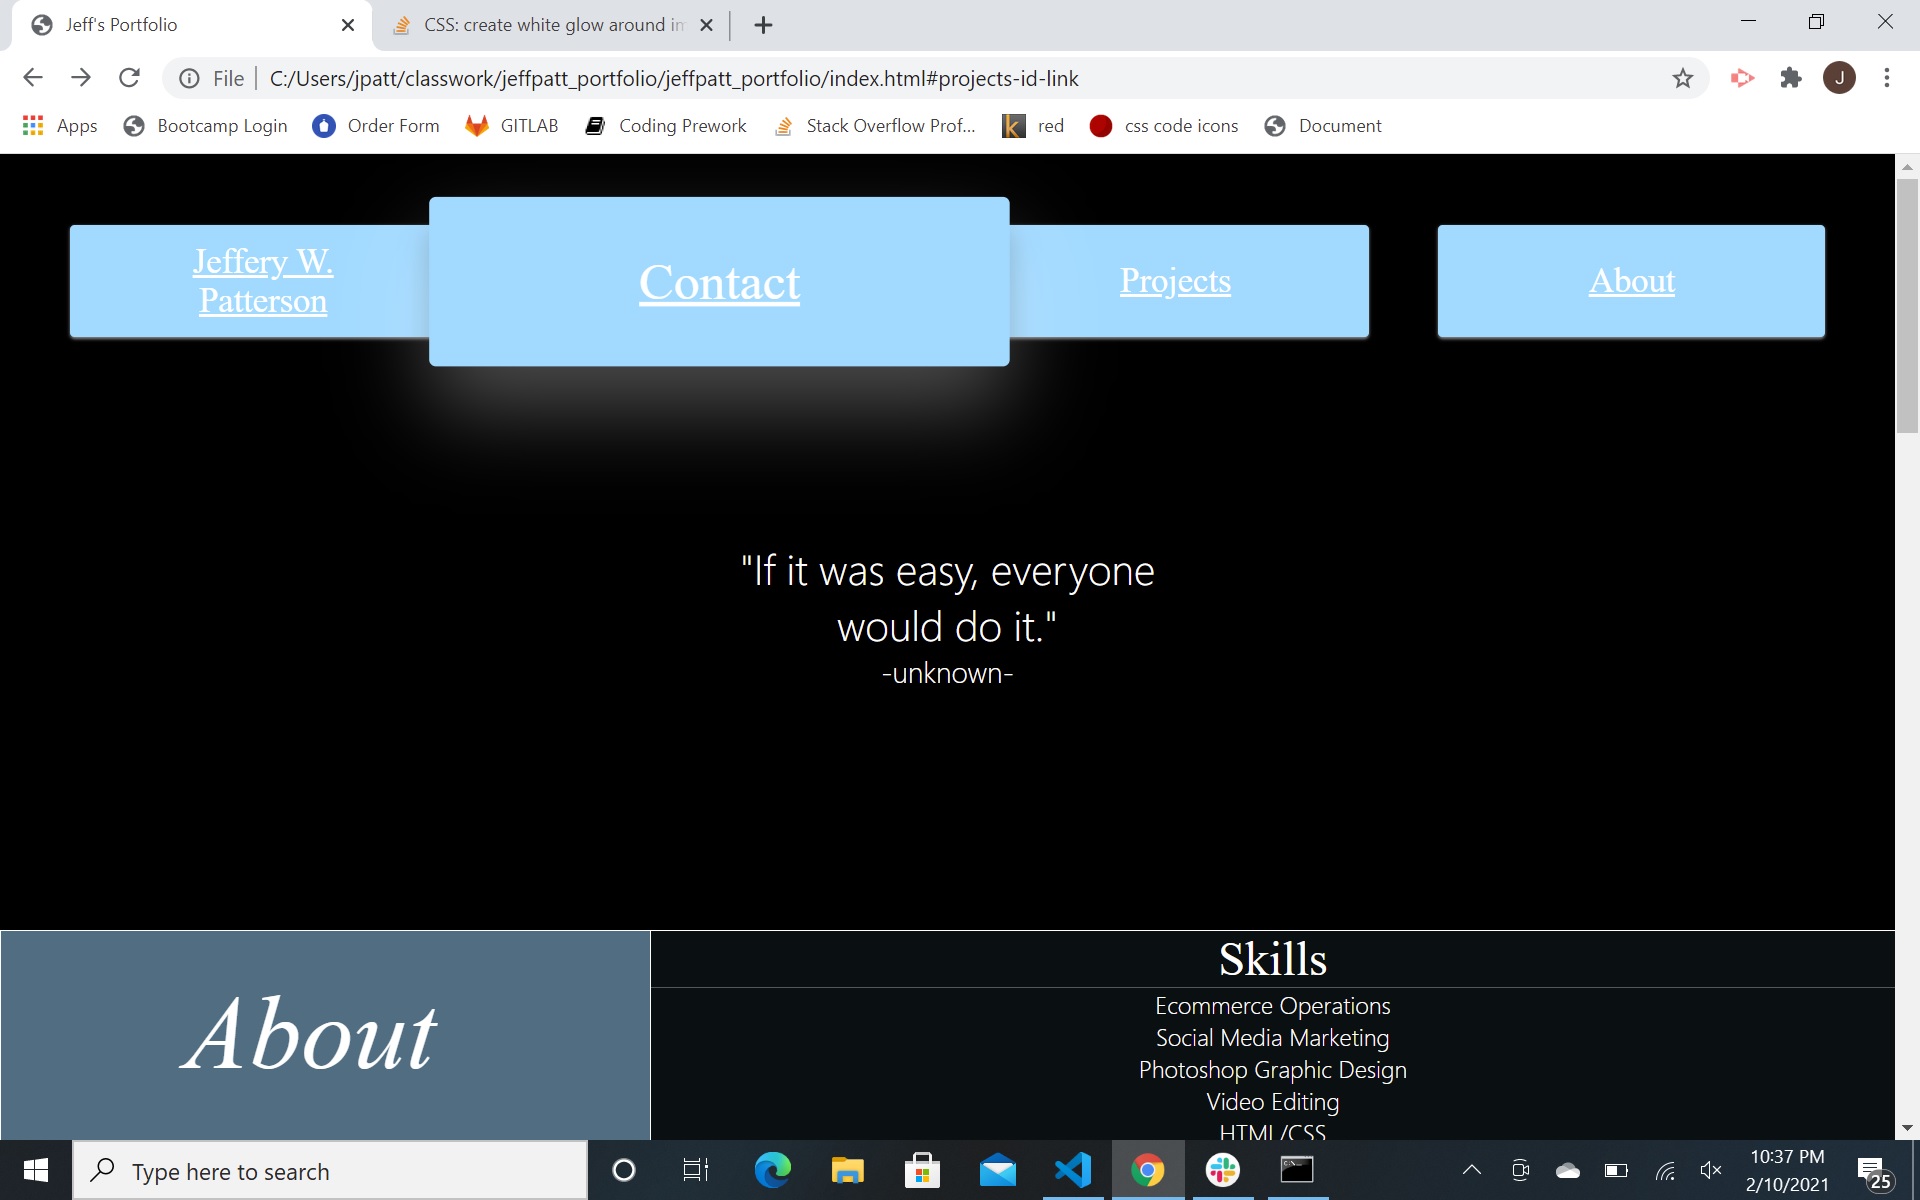 Jeff's Portfolio
CSS: create white glow around im
File
C:/Users/jpatt/classwork/jeffpatt_portfolio/jeffpatt_portfolio/index.html#projects-id-link
J
Apps
Bootcamp Login
Order Form
GITLAB
Coding Prework
Stack Overflow Prof...
k
red
css code icons
Document
Jeffery W.
Patterson
Contact
Projects
About
"If it was easy, everyone
would do it."
-unknown-
About
Skills
Ecommerce Operations
Social Media Marketing
Photoshop Graphic Design
Video Editing
HTML/CSS
Type here to search
10:37 PM
2/10/2021
25